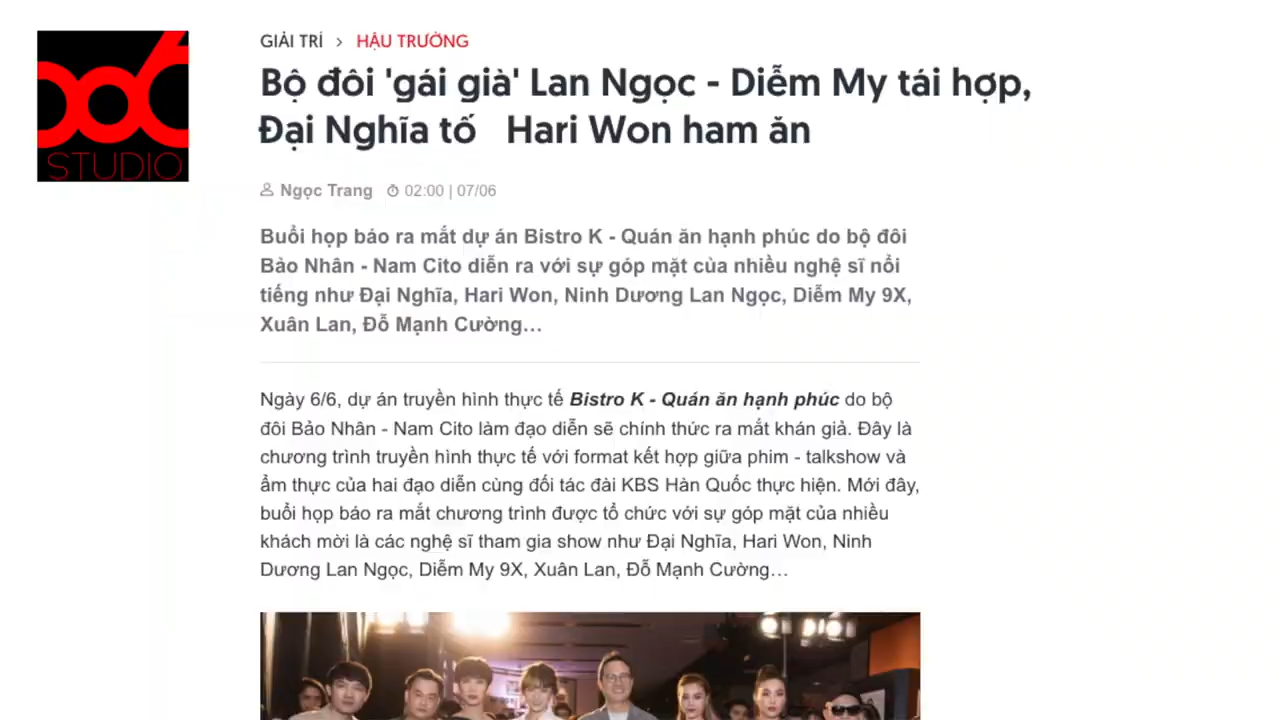 STUDIO
GIẢI TRÍ > HẬU TRƯỜNG
Bộ đôi 'gái già' Lan Ngọc - Diễm My tái hợp,
Đại Nghĩa tố Hari Won ham ăn
Ngọc Trang 02:00 | 07/06
Buổi họp báo ra mắt dự án Bistro K - Quán ăn hạnh phúc do bộ đôi
Bảo Nhân - Nam Cito diễn ra với sự góp mặt của nhiều nghệ sĩ nổi
tiếng như Đại Nghĩa, Hari Won, Ninh Dương Lan Ngọc, Diễm My 9X,
Xuân Lan, Đỗ Mạnh Cường...
Ngày 6/6, dự án truyền hình thực tế Bistro K - Quán ăn hạnh phúc do bộ
đôi Bảo Nhân - Nam Cito làm đạo diễn sẽ chính thức ra mắt khán giả. Đây là
chương trình truyền hình thực tế với format kết hợp giữa phim - talkshow và
ẩm thực của hai đạo diễn cùng đối tác đài KBS Hàn Quốc thực hiện. Mới đây,
buổi họp báo ra mắt chương trình được tổ chức với sự góp mặt của nhiều
khách mời là các nghệ sĩ tham gia show như Đại Nghĩa, Hari Won, Ninh
Dương Lan Ngọc, Diễm My 9X, Xuân Lan, Đỗ Mạnh Cường...